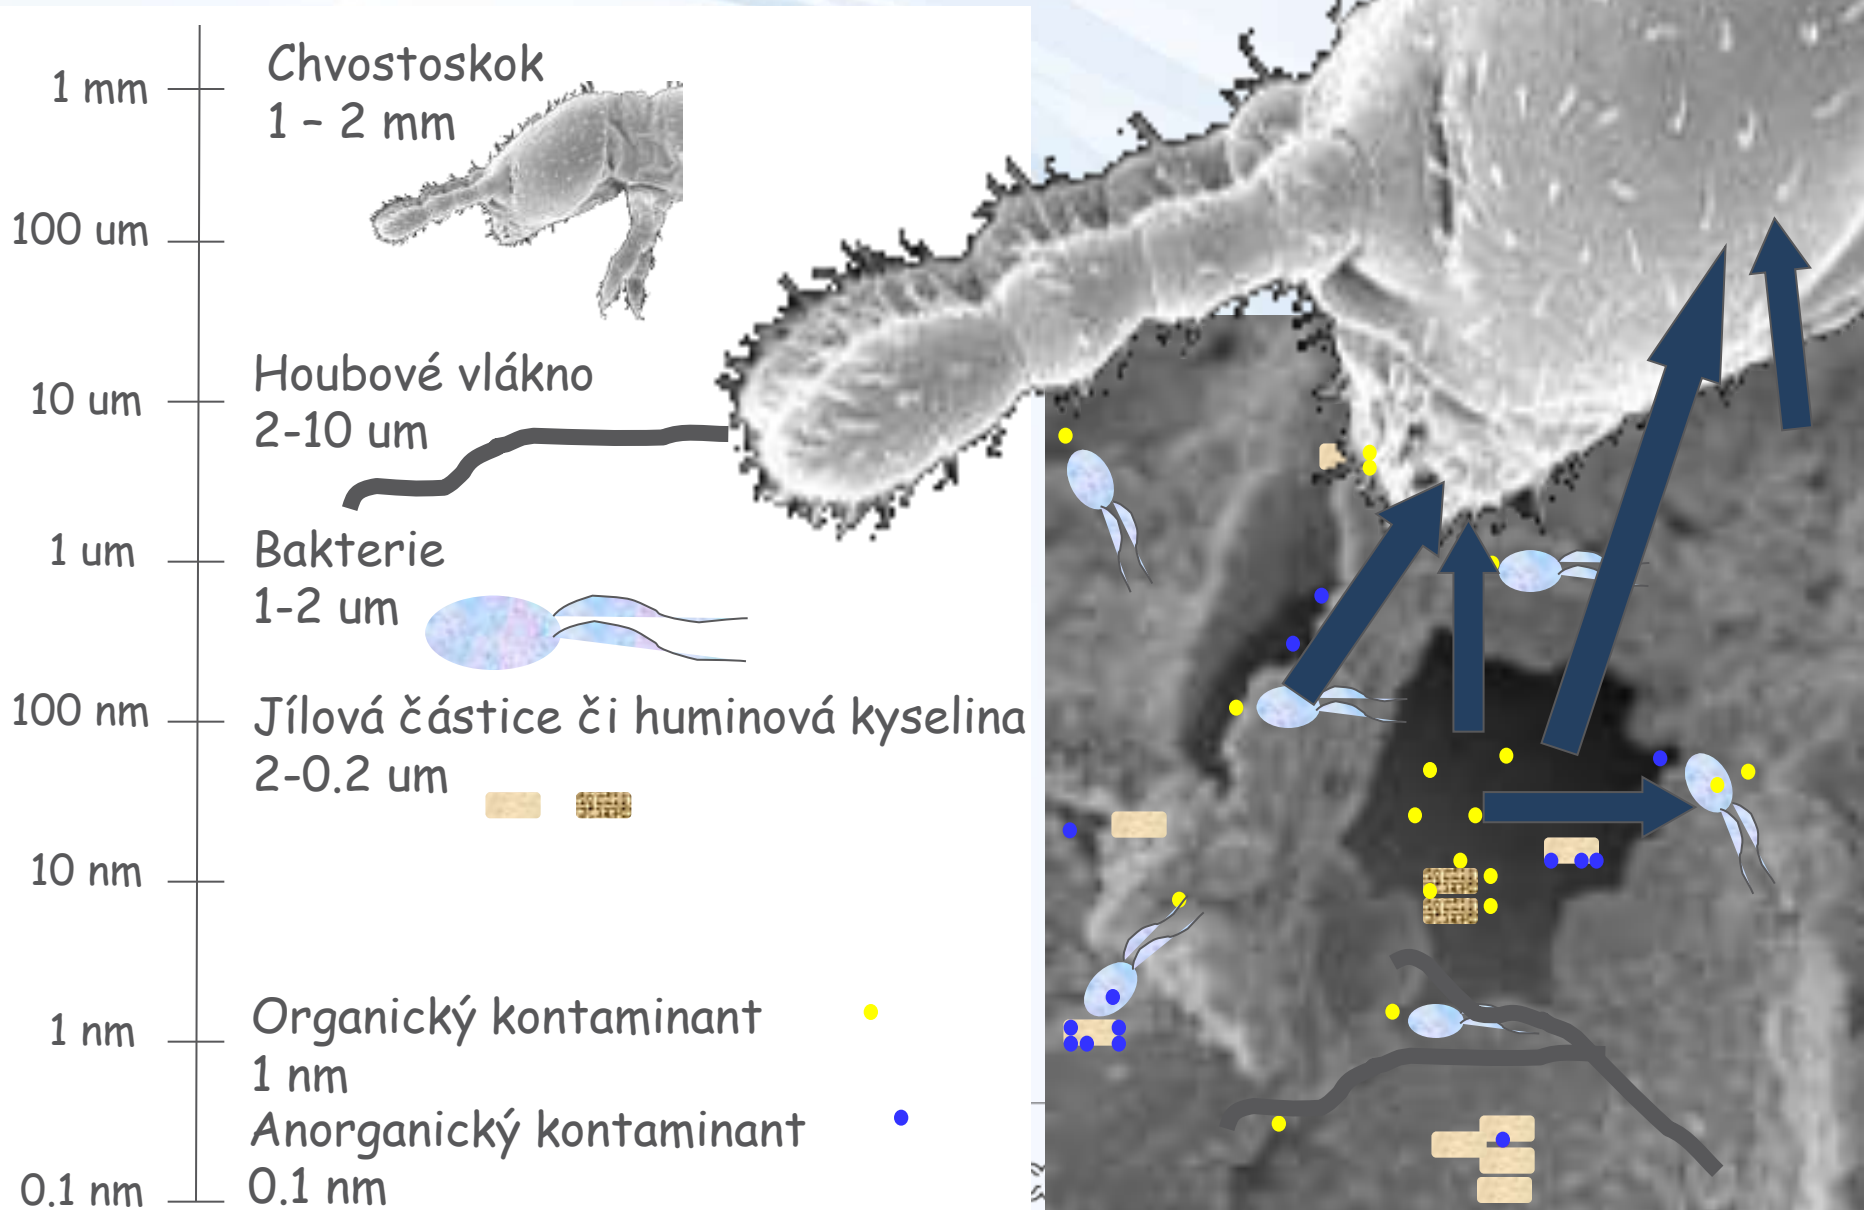 1 mm
100 um
10 um
1 um
100 nm
10 nm
1 nm
0.1 nm
Chvostoskok
1 – 2 mm
Houbové vlákno
2-10 um
Bakterie
1-2 um
Jílová částice či huminová kyselina
2-0.2 um
Organický kontaminant
1 nm
Anorganický kontaminant
0.1 nm